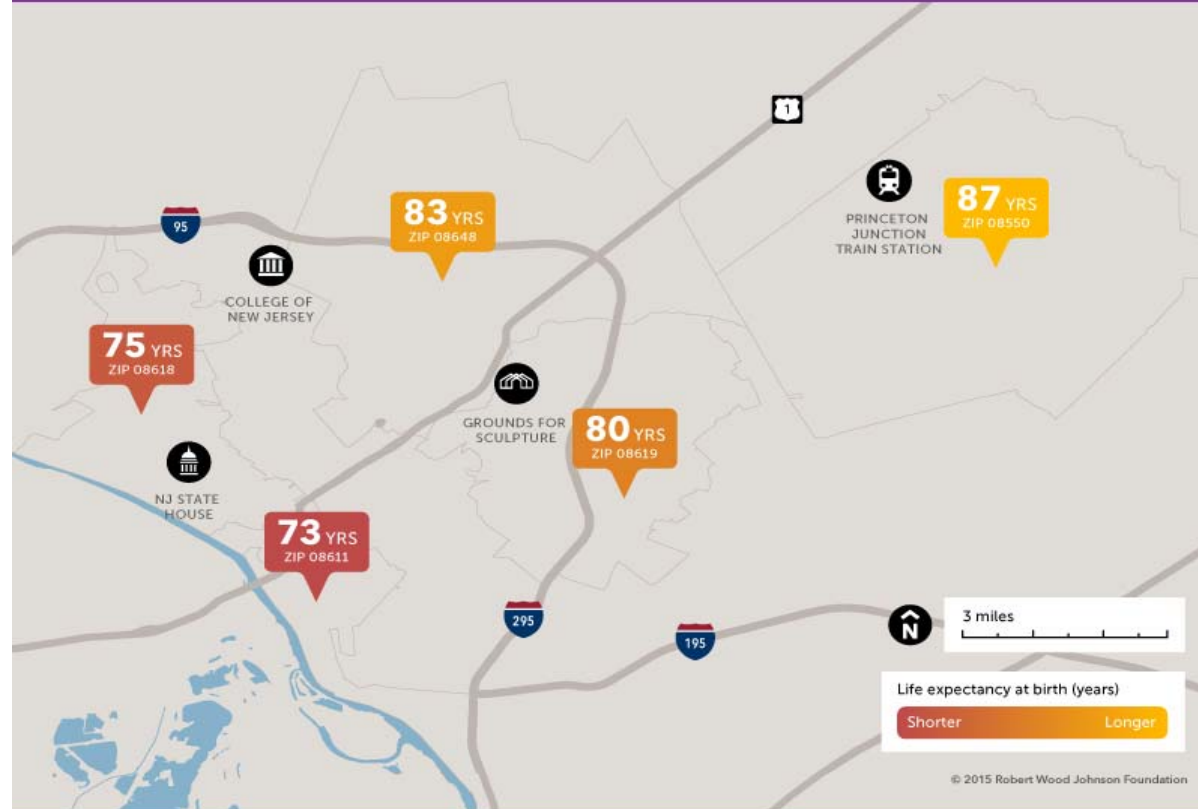 1
95
83 YRS
ZIP 08648
PRINCETON
JUNCTION
TRAIN STATION
87 YRS
ZIP 08550
COLLEGE OF
NEW JERSEY
75 YRS
ZIP 08618
GROUNDS FOR
SCULPTURE
80 YRS
ZIP 08619
NJ STATE
HOUSE
73 YRS
ZIP 08611
295
195
N
3 miles
Life expectancy at birth (years)
Shorter Longer
© 2015 Robert Wood Johnson Foundation